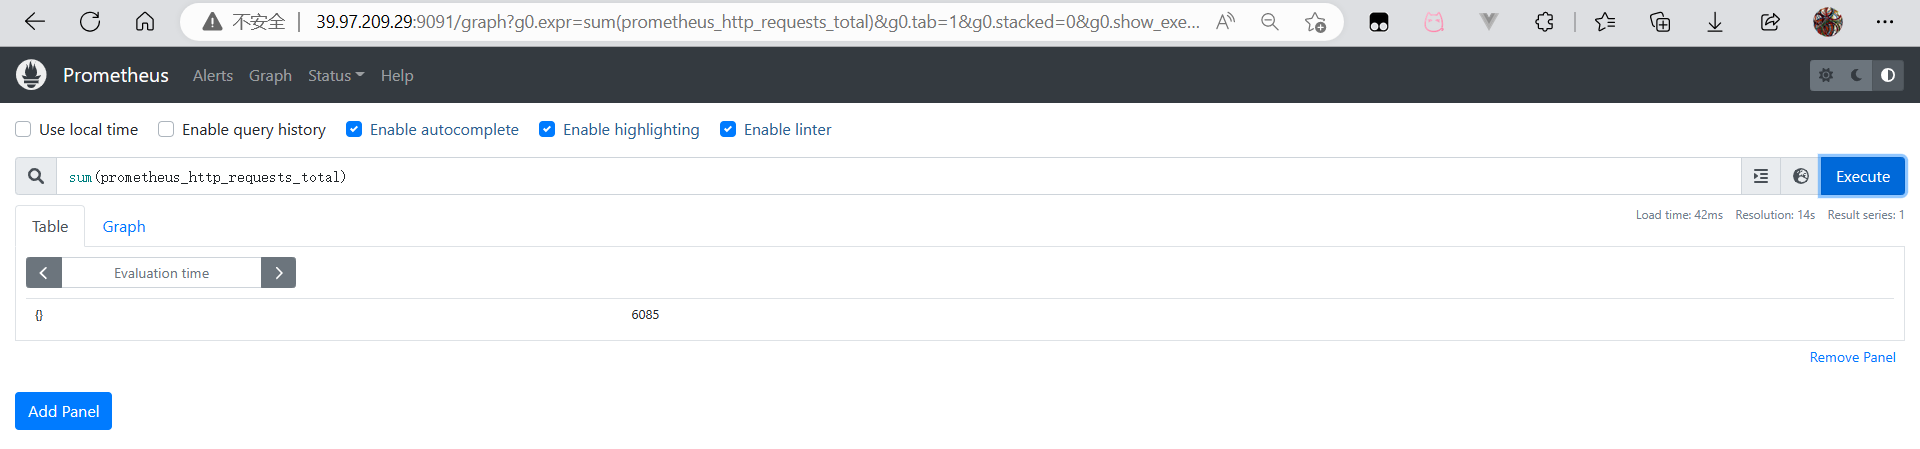 不安全 39.97.209.29:9091/graph?g0.expr=sum(prometheus_http_requests_total)&g0.tab=1&g0.stacked=0&g0.show_exe...
Prometheus Alerts Graph Status Help
Use local time Enable query history Enable autocomplete Enable highlighting Enable linter
sum(prometheus_http_requests_total) Execute
Load time: 42ms Resolution: 14s Result series: 1
Table Graph
Evaluation time
{} 6085
Remove Panel
Add Panel